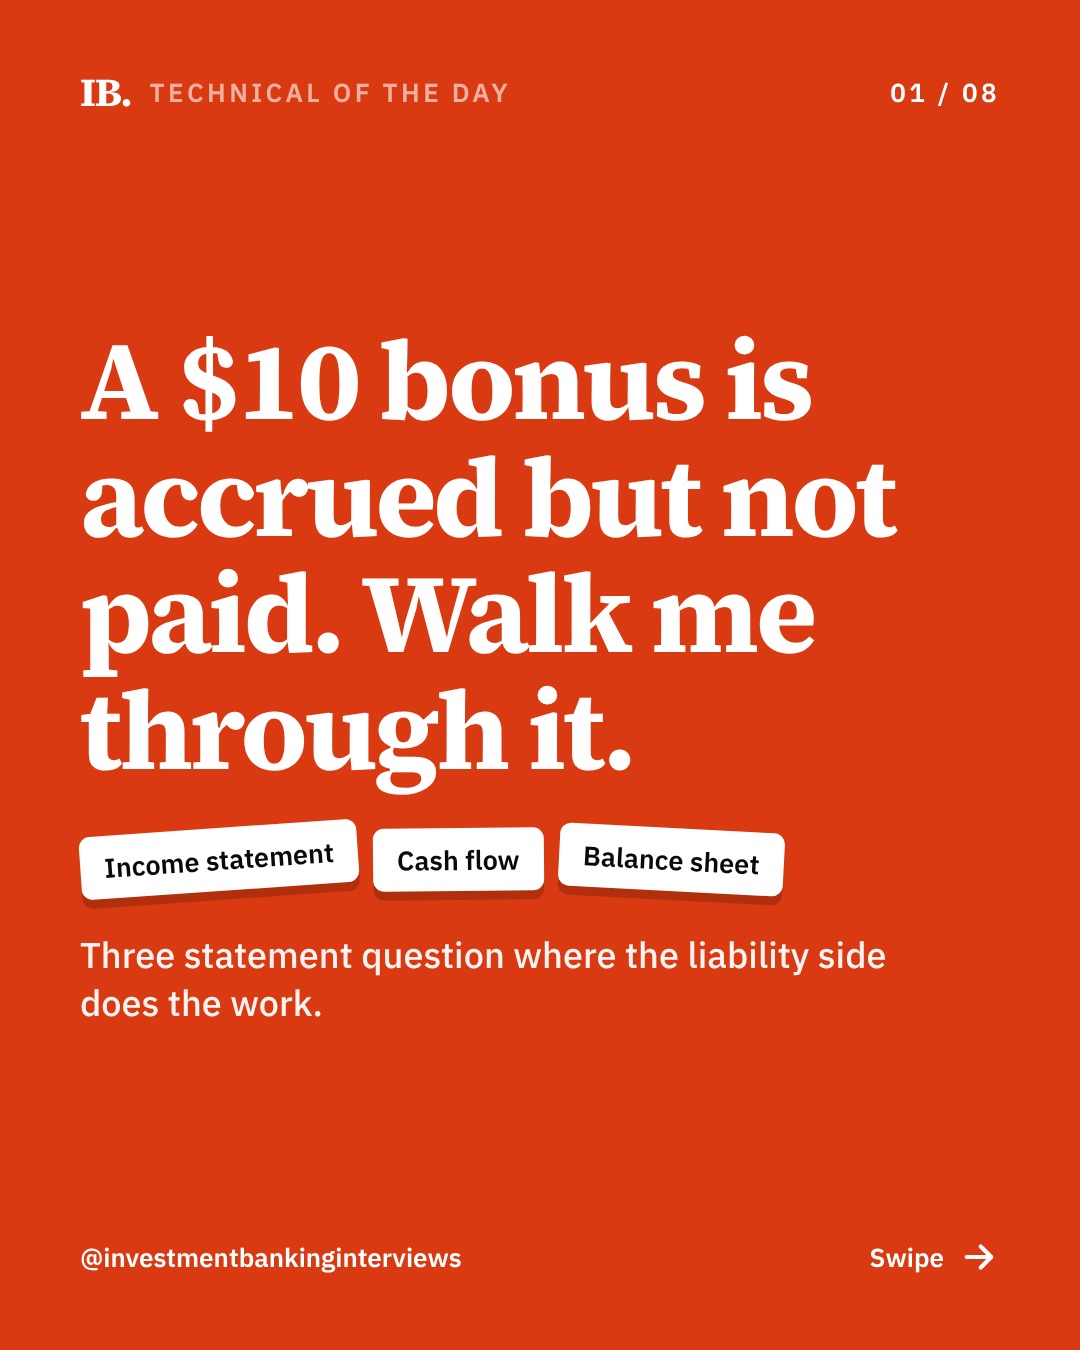 IB. TECHNICAL OF THE DAY
01 / 08
A $10 bonus is
accrued but not
paid. Walk me
through it.
Income statement
Cash flow
Balance sheet
Three statement question where the liability side
does the work.
@investmentbankinginterviews
Swipe →